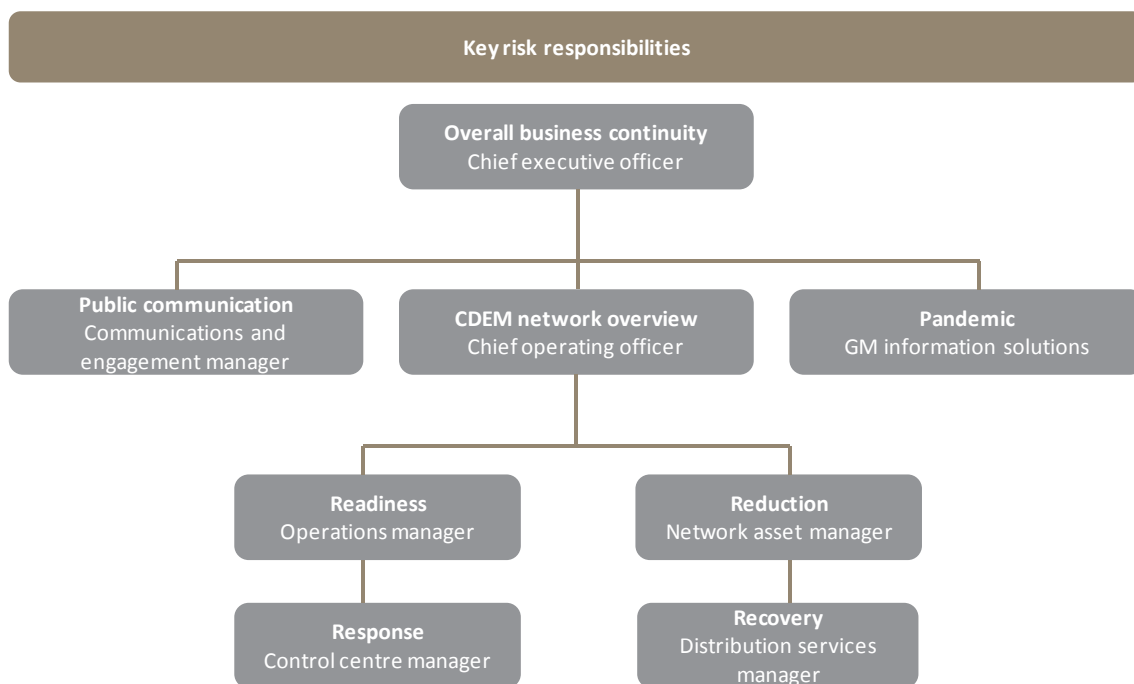 Key risk responsibilities
Overall business continuity
Chief executive officer
Public communication
Communications and
engagement manager
CDEM network overview
Chief operating officer
Pandemic
GM information solutions
Readiness
Operations manager
Reduction
Network asset manager
Response
Control centre manager
Recovery
Distribution services
manager